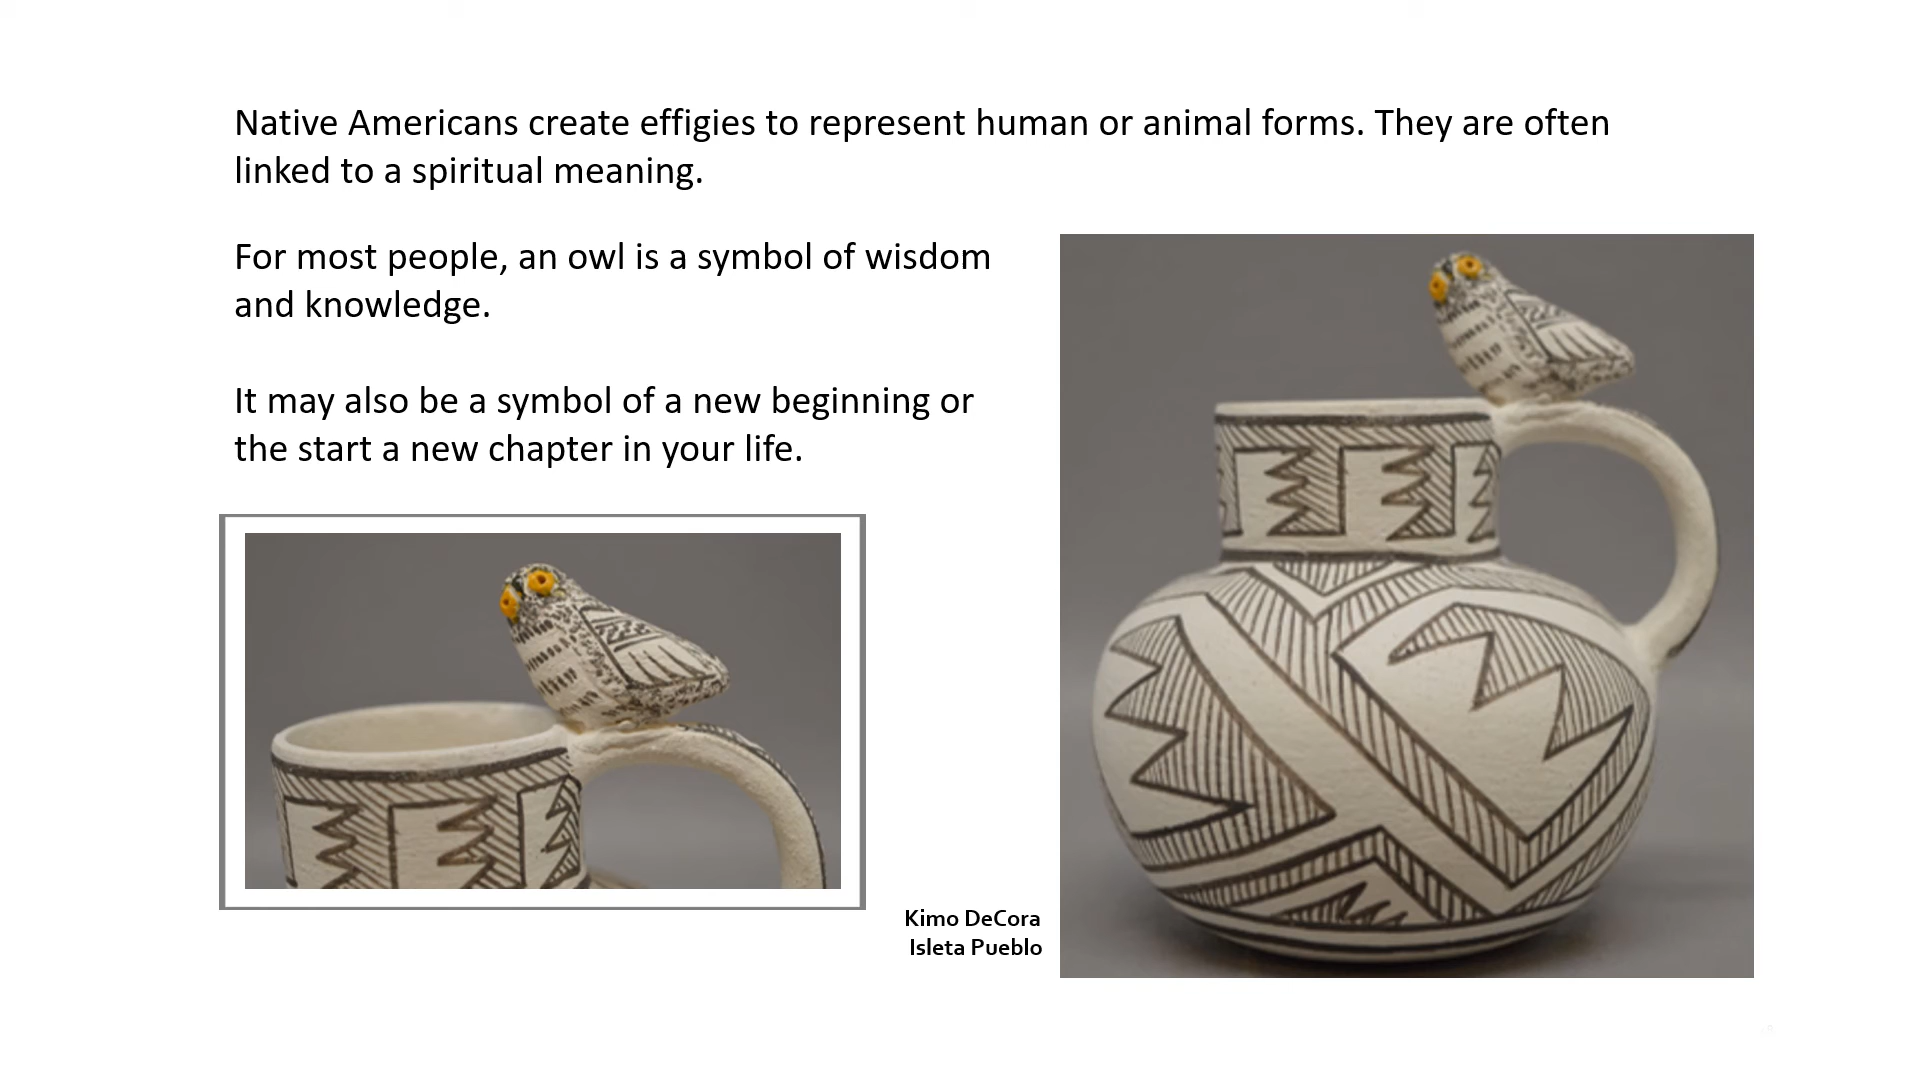 Native Americans create effigies to represent human or animal forms. They are often
linked to a spiritual meaning.
For most people, an owl is a symbol of wisdom
and knowledge.
It may also be a symbol of a new beginning or
the start a new chapter in your life.
Kimo DeCora
Isleta Pueblo